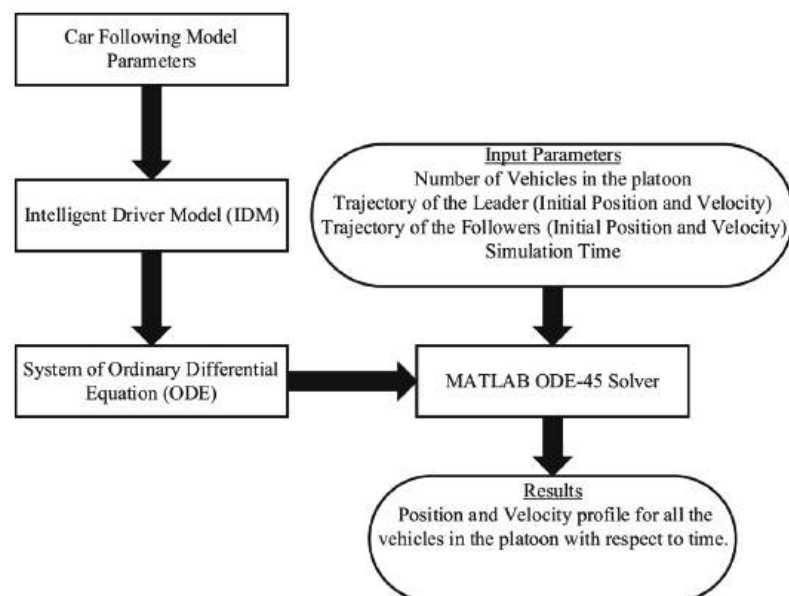 Car Following Model
Parameters
Intelligent Driver Model (IDM)
System of Ordinary Differential
Equation (ODE)
Input Parameters
Number of Vehicles in the platoon
Trajectory of the Leader (Initial Position and Velocity)
Trajectory of the Followers (Initial Position and Velocity)
Simulation Time
MATLAB ODE-45 Solver
Results
Position and Velocity profile for all the
vehicles in the platoon with respect to time.